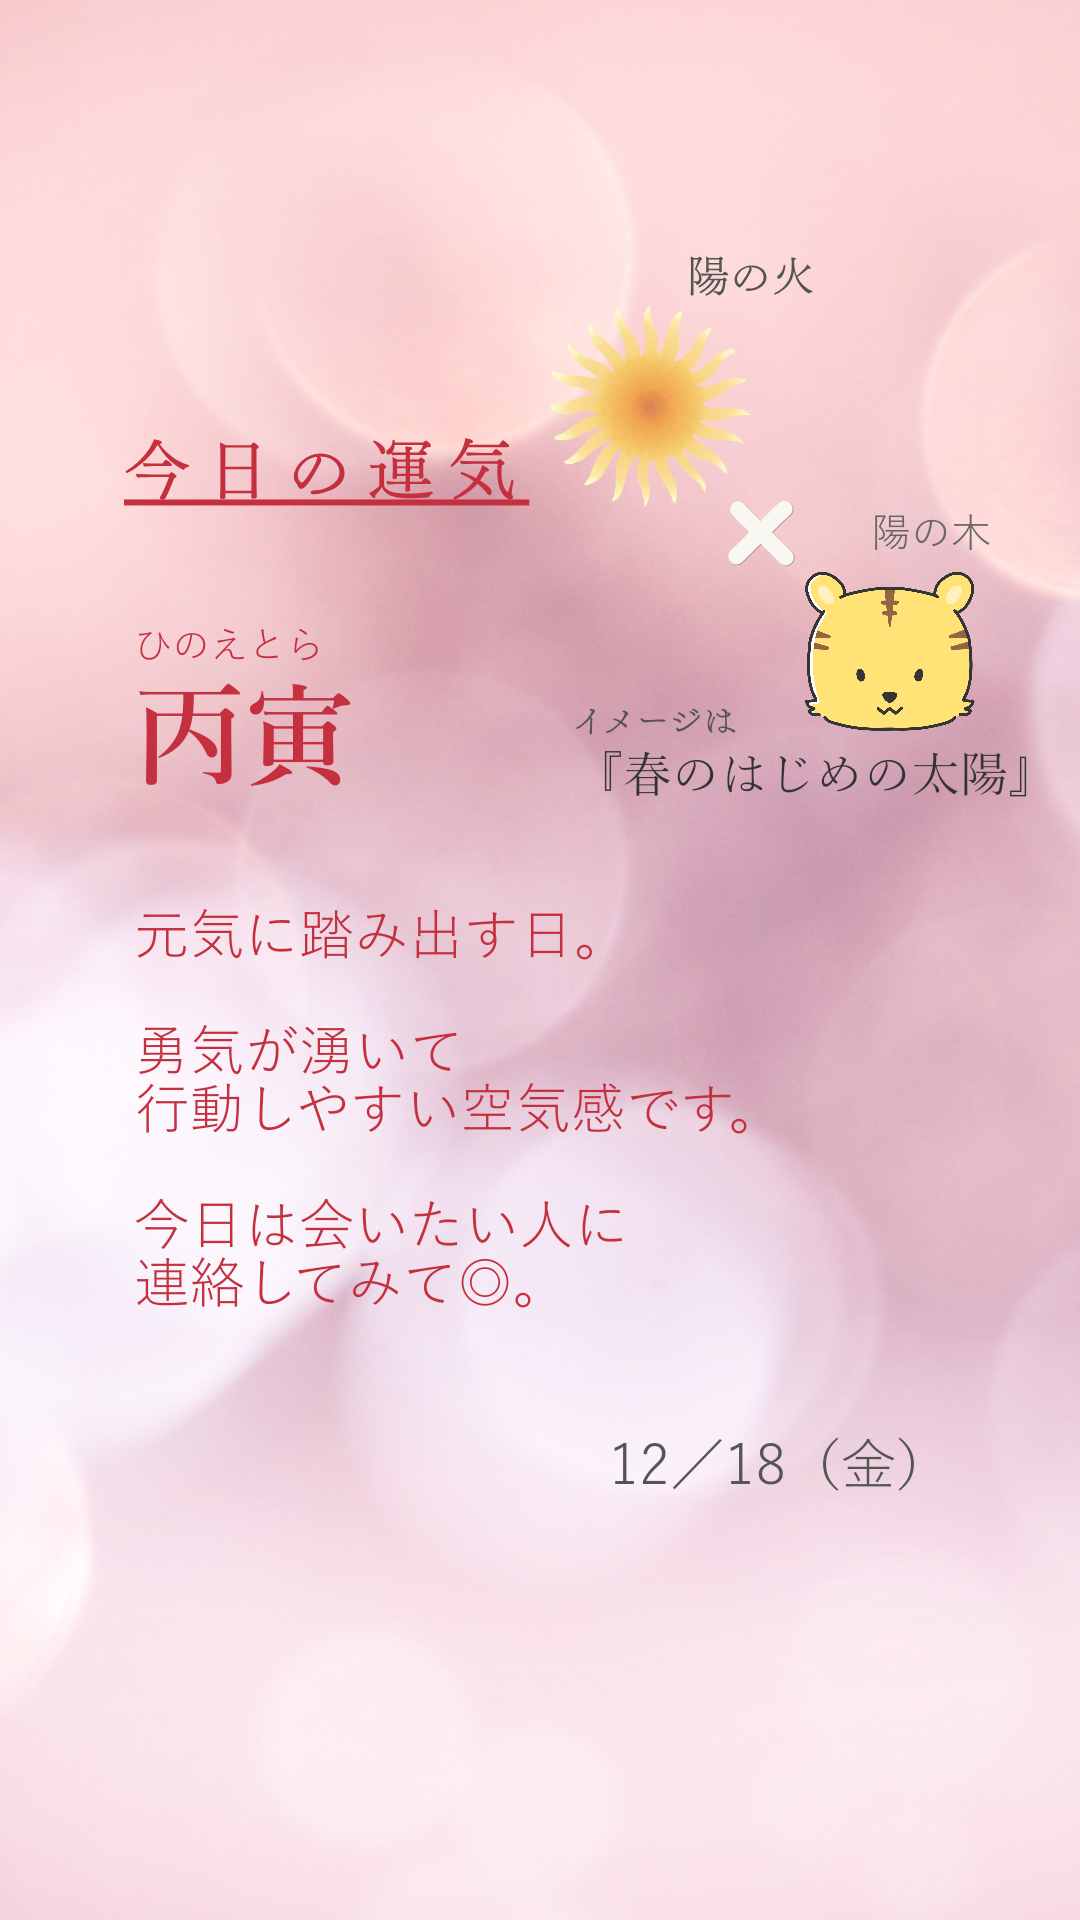 陽の火
今日の運気
陽の木
ひのえとら
丙寅
イメージは
『春のはじめの太陽』
元気に踏み出す日。
勇気が湧いて
行動しやすい空気感です。
今日は会いたい人に
連絡してみて◎。
12／18（金）